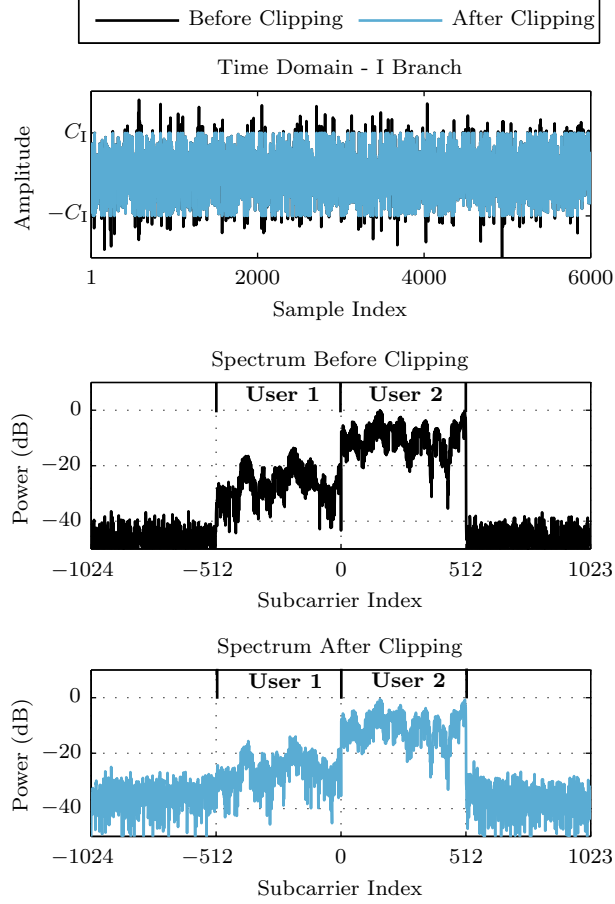 Before Clipping After Clipping
Time Domain - I Branch
Amplitude
C_I
−C_I
1 2000 4000 6000
Sample Index
Spectrum Before Clipping
User 1 User 2
Power (dB)
0
−20
−40
−1024 −512 0 512 1023
Subcarrier Index
Spectrum After Clipping
User 1 User 2
Power (dB)
0
−20
−40
−1024 −512 0 512 1023
Subcarrier Index